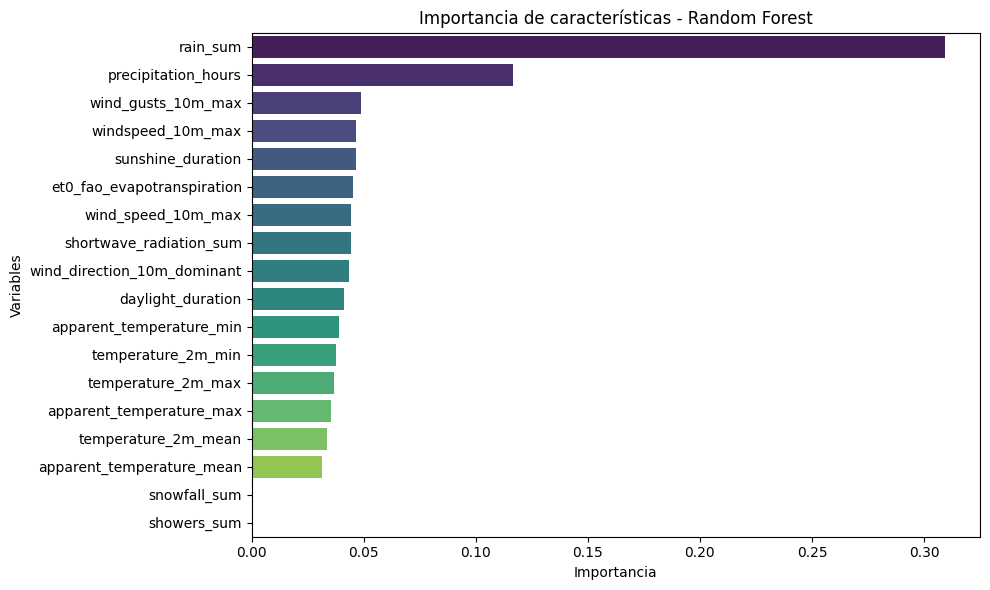 Importancia de características - Random Forest
rain_sum
precipitation_hours
wind_gusts_10m_max
windspeed_10m_max
sunshine_duration
et0_fao_evapotranspiration
wind_speed_10m_max
shortwave_radiation_sum
wind_direction_10m_dominant
daylight_duration
apparent_temperature_min
temperature_2m_min
temperature_2m_max
apparent_temperature_max
temperature_2m_mean
apparent_temperature_mean
snowfall_sum
showers_sum
Variables
0.00 0.05 0.10 0.15 0.20 0.25 0.30
Importancia